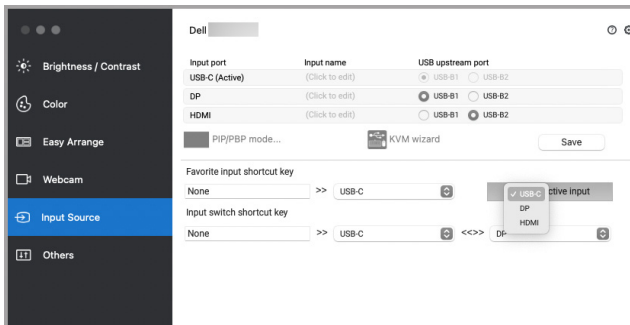 Dell
Input port Input name USB upstream port
USB-C (Active) (Click to edit) USB-B1 USB-B2
Brightness / Contrast
DP (Click to edit) USB-B1 USB-B2
Color
HDMI (Click to edit) USB-B1 USB-B2
Easy Arrange
PIP/PBP mode... KVM wizard Save
Favorite input shortcut key
Webcam
None >> USB-C ctive input
USB-C
DP
HDMI
Input Source
Input switch shortcut key
None >> USB-C <<>> DP
Others